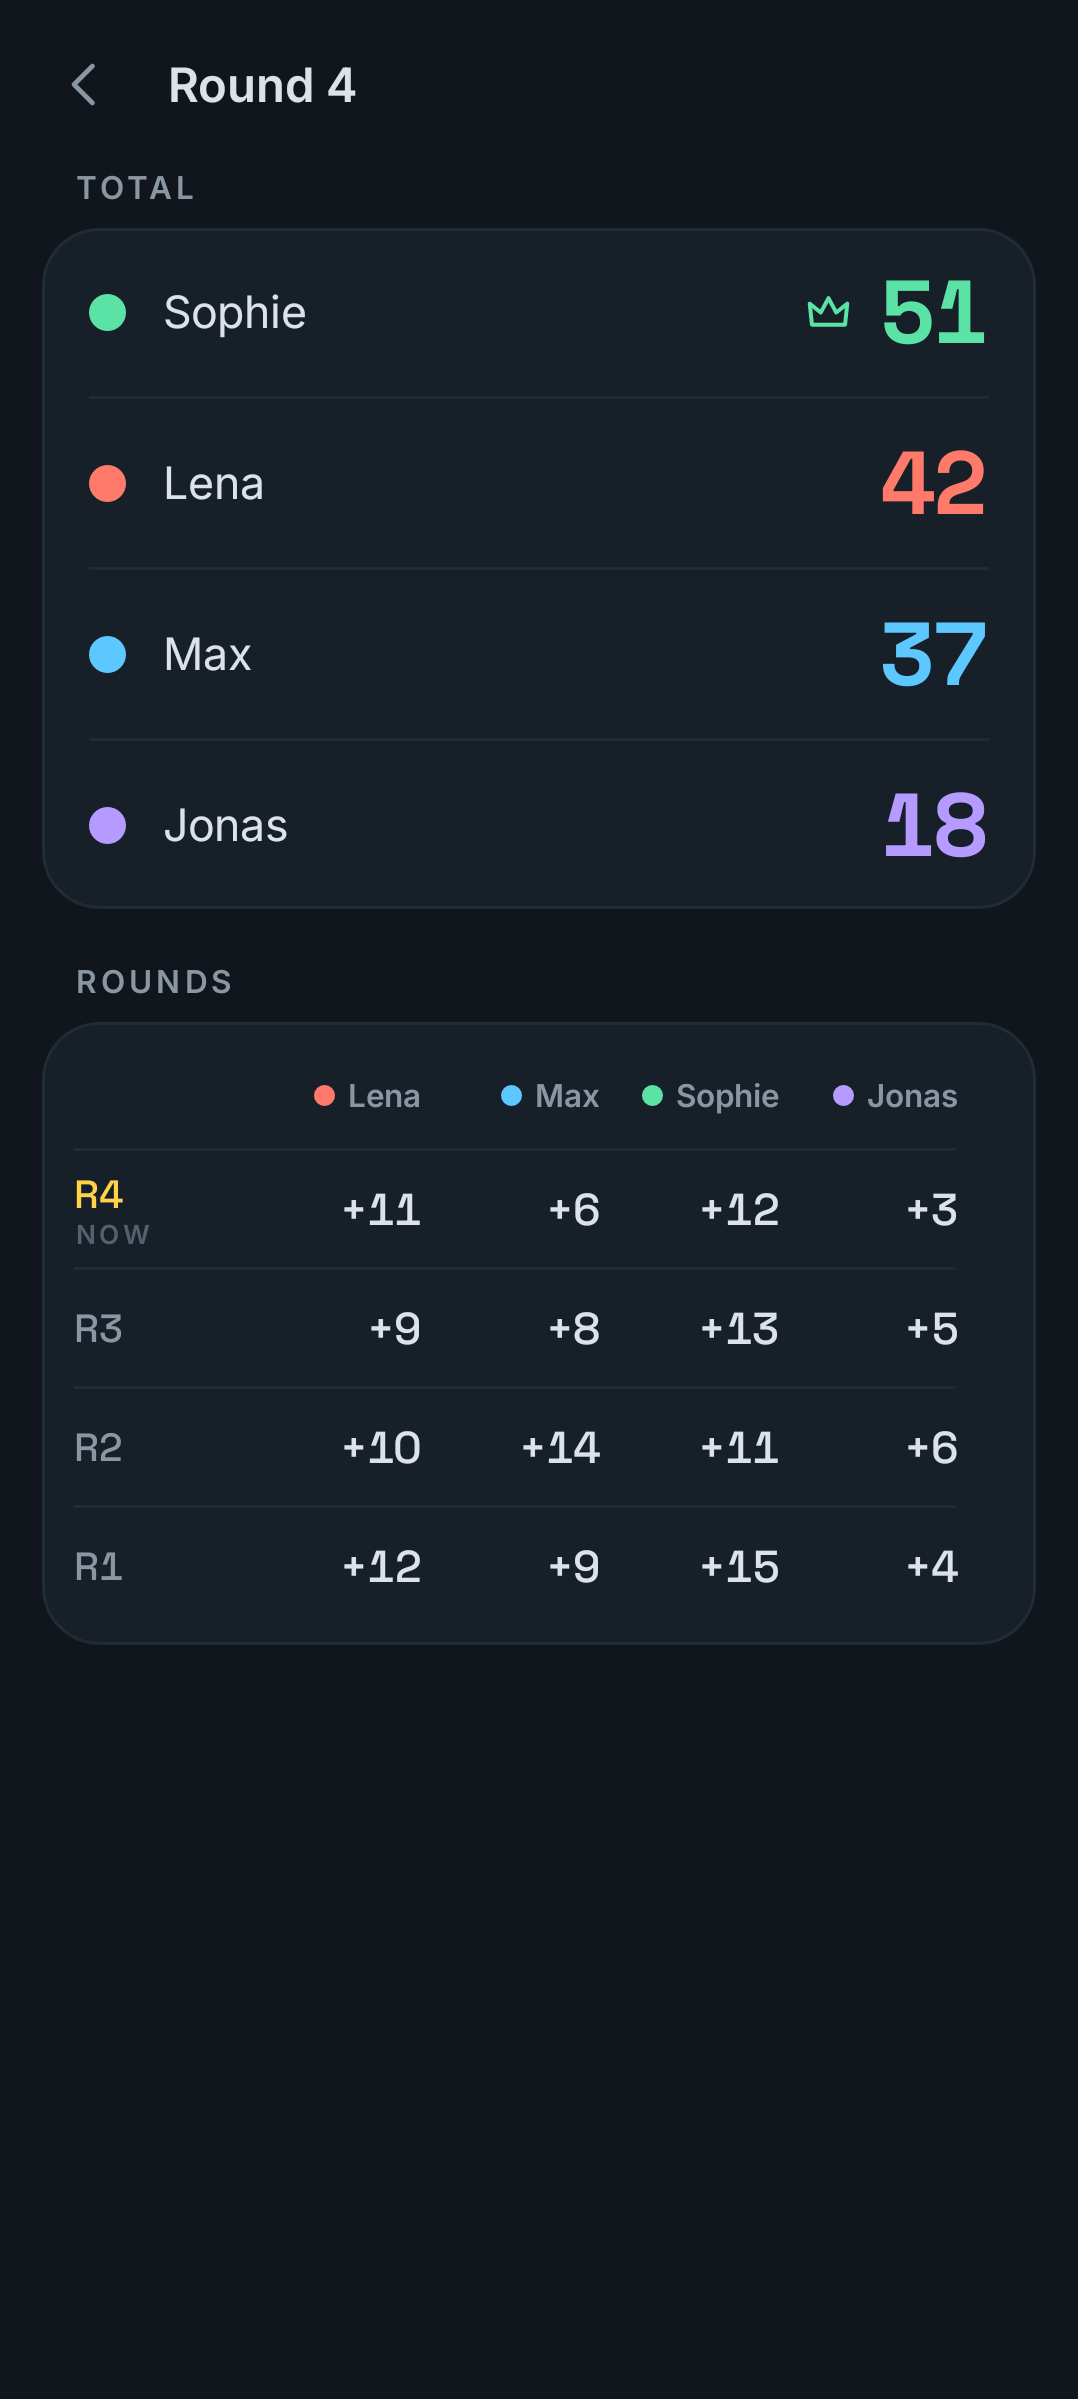 Round 4
TOTAL
Sophie 51
Lena 42
Max 37
Jonas 18
ROUNDS
Lena Max Sophie Jonas
R4 +11 +6 +12 +3
NOW
R3 +9 +8 +13 +5
R2 +10 +14 +11 +6
R1 +12 +9 +15 +4